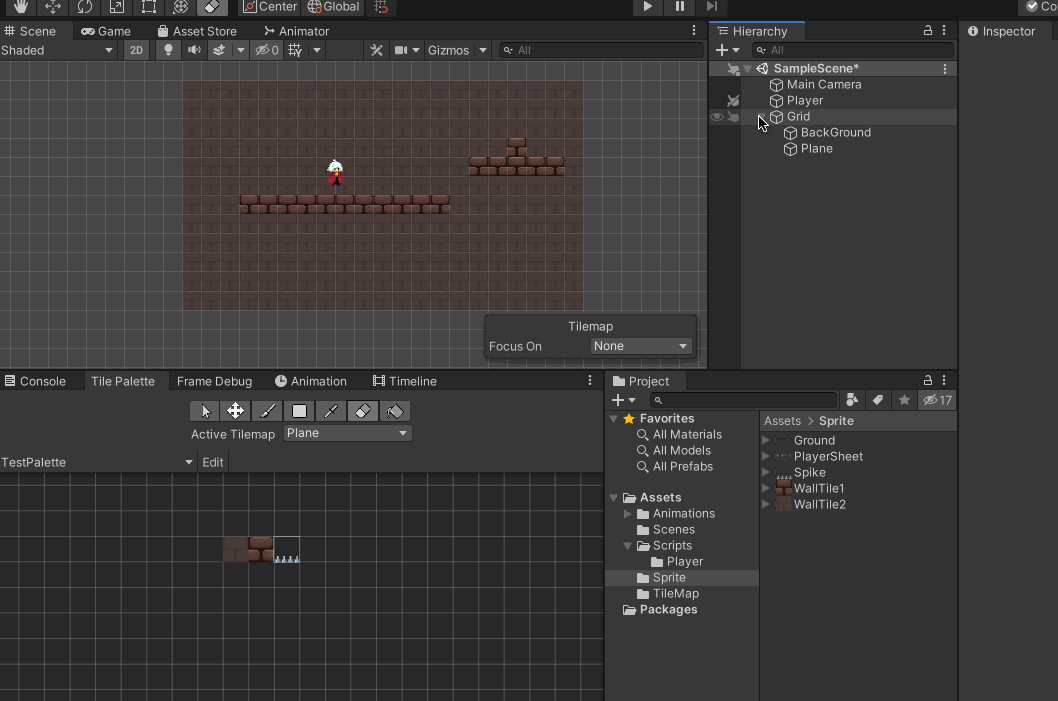 Center Global Co
Scene Game Asset Store Animator
Shaded 2D 0 Gizmos All
Hierarchy
All
SampleScene*
Main Camera
Player
Grid
BackGround
Plane
Inspector
Tilemap
Focus On None
Console Tile Palette Frame Debug Animation Timeline
Active Tilemap Plane
TestPalette Edit
Project
17
Favorites
All Materials
All Models
All Prefabs
Assets
Animations
Scenes
Scripts
Player
Sprite
TileMap
Packages
Assets > Sprite
Ground
PlayerSheet
Spike
WallTile1
WallTile2